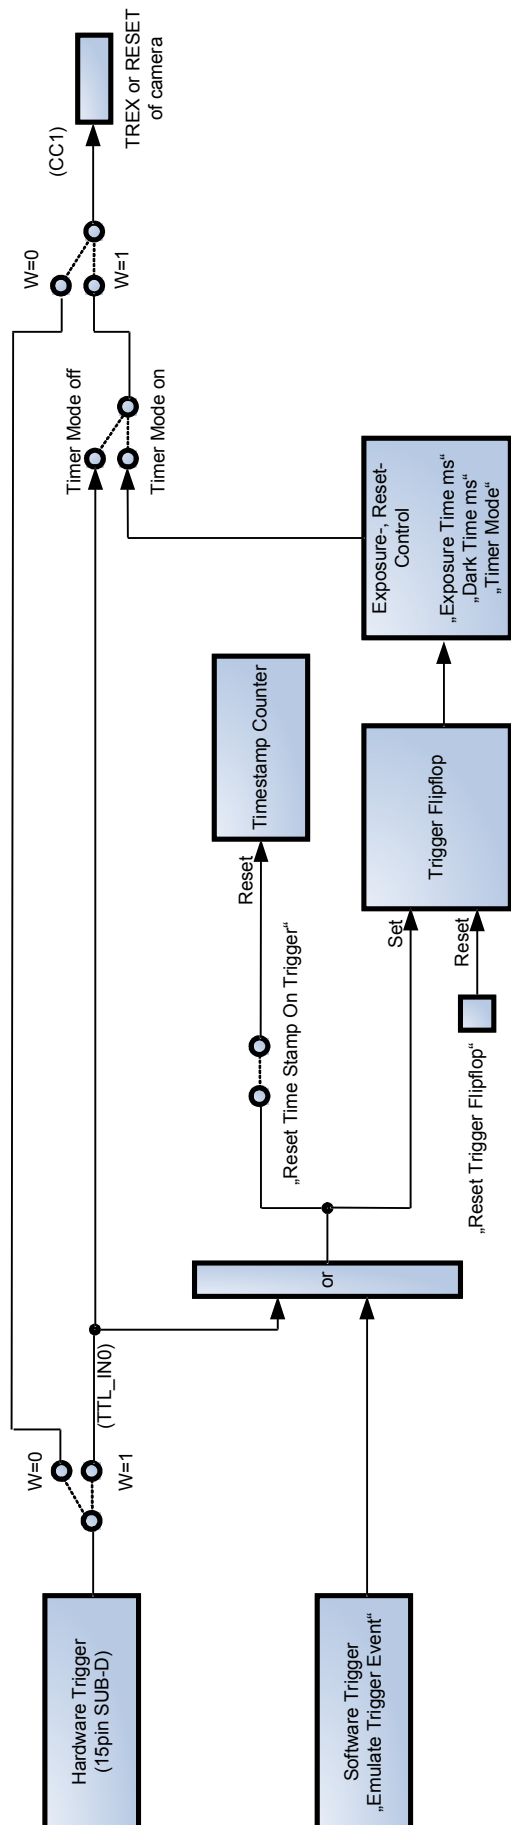 Hardware Trigger
(15pin SUB-D)
W=0
W=1
(TTL_IN0)
Software Trigger
„Emulate Trigger Event“
or
„Reset Time Stamp On Trigger“
Reset
Timestamp Counter
Set
Reset
„Reset Trigger Flipflop“
Trigger Flipflop
Exposure-, Reset-
Control
„Exposure Time ms“
„Dark Time ms“
„Timer Mode“
Timer Mode off
Timer Mode on
W=0
W=1
(CC1)
TREX or RESET
of camera